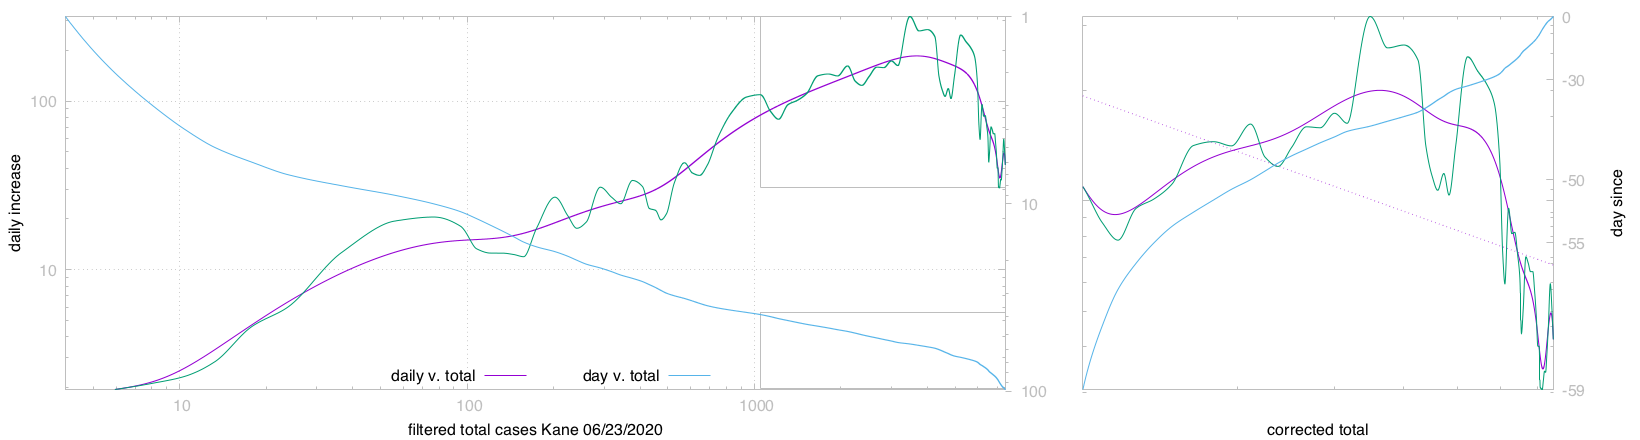 1
0
-30
100
daily increase
10
-50
day since
-55
10
daily v. total
day v. total
100
-59
10
100
1000
filtered total cases Kane 06/23/2020
corrected total